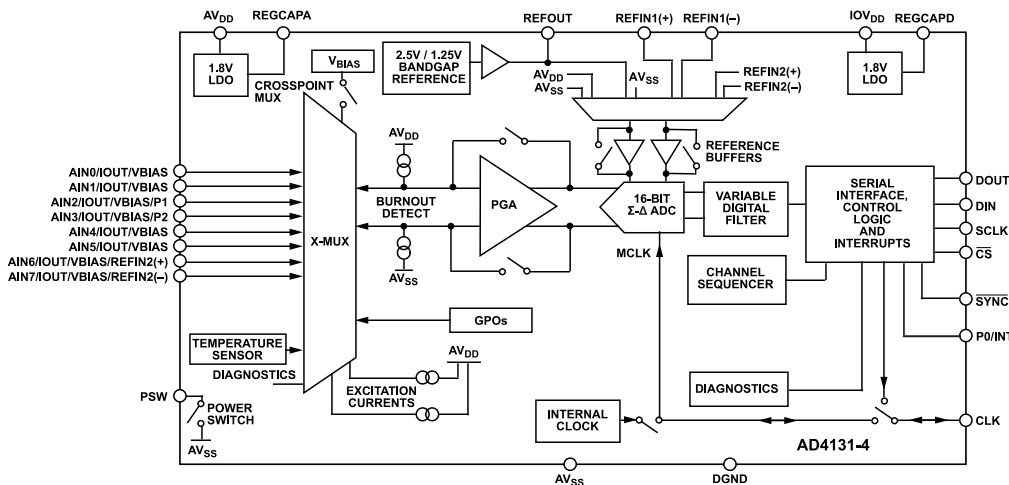 AVDD
REGCAPA
REFOUT
REFIN1(+)
REFIN1(–)
IOVDD
REGCAPD
1.8V
LDO
CROSSPOINT
MUX
VBIAS
2.5V / 1.25V
BANDGAP
REFERENCE
AVDD
AVSS
AVSS
REFIN2(+)
REFIN2(–)
1.8V
LDO
REFERENCE
BUFFERS
AIN0/IOUT/VBIAS
AIN1/IOUT/VBIAS
AIN2/IOUT/VBIAS/P1
AIN3/IOUT/VBIAS/P2
AIN4/IOUT/VBIAS
AIN5/IOUT/VBIAS
AIN6/IOUT/VBIAS/REFIN2(+)
AIN7/IOUT/VBIAS/REFIN2(–)
X-MUX
AVDD
BURNOUT
DETECT
AVSS
PGA
16-BIT
Σ-Δ ADC
MCLK
VARIABLE
DIGITAL
FILTER
SERIAL
INTERFACE,
CONTROL
LOGIC
AND
INTERRUPTS
DOUT
DIN
SCLK
CS
SYNC
P0/INT
CHANNEL
SEQUENCER
GPOs
TEMPERATURE
SENSOR
DIAGNOSTICS
AVDD
EXCITATION
CURRENTS
PSW
POWER
SWITCH
AVSS
DIAGNOSTICS
INTERNAL
CLOCK
CLK
AD4131-4
AVSS
DGND